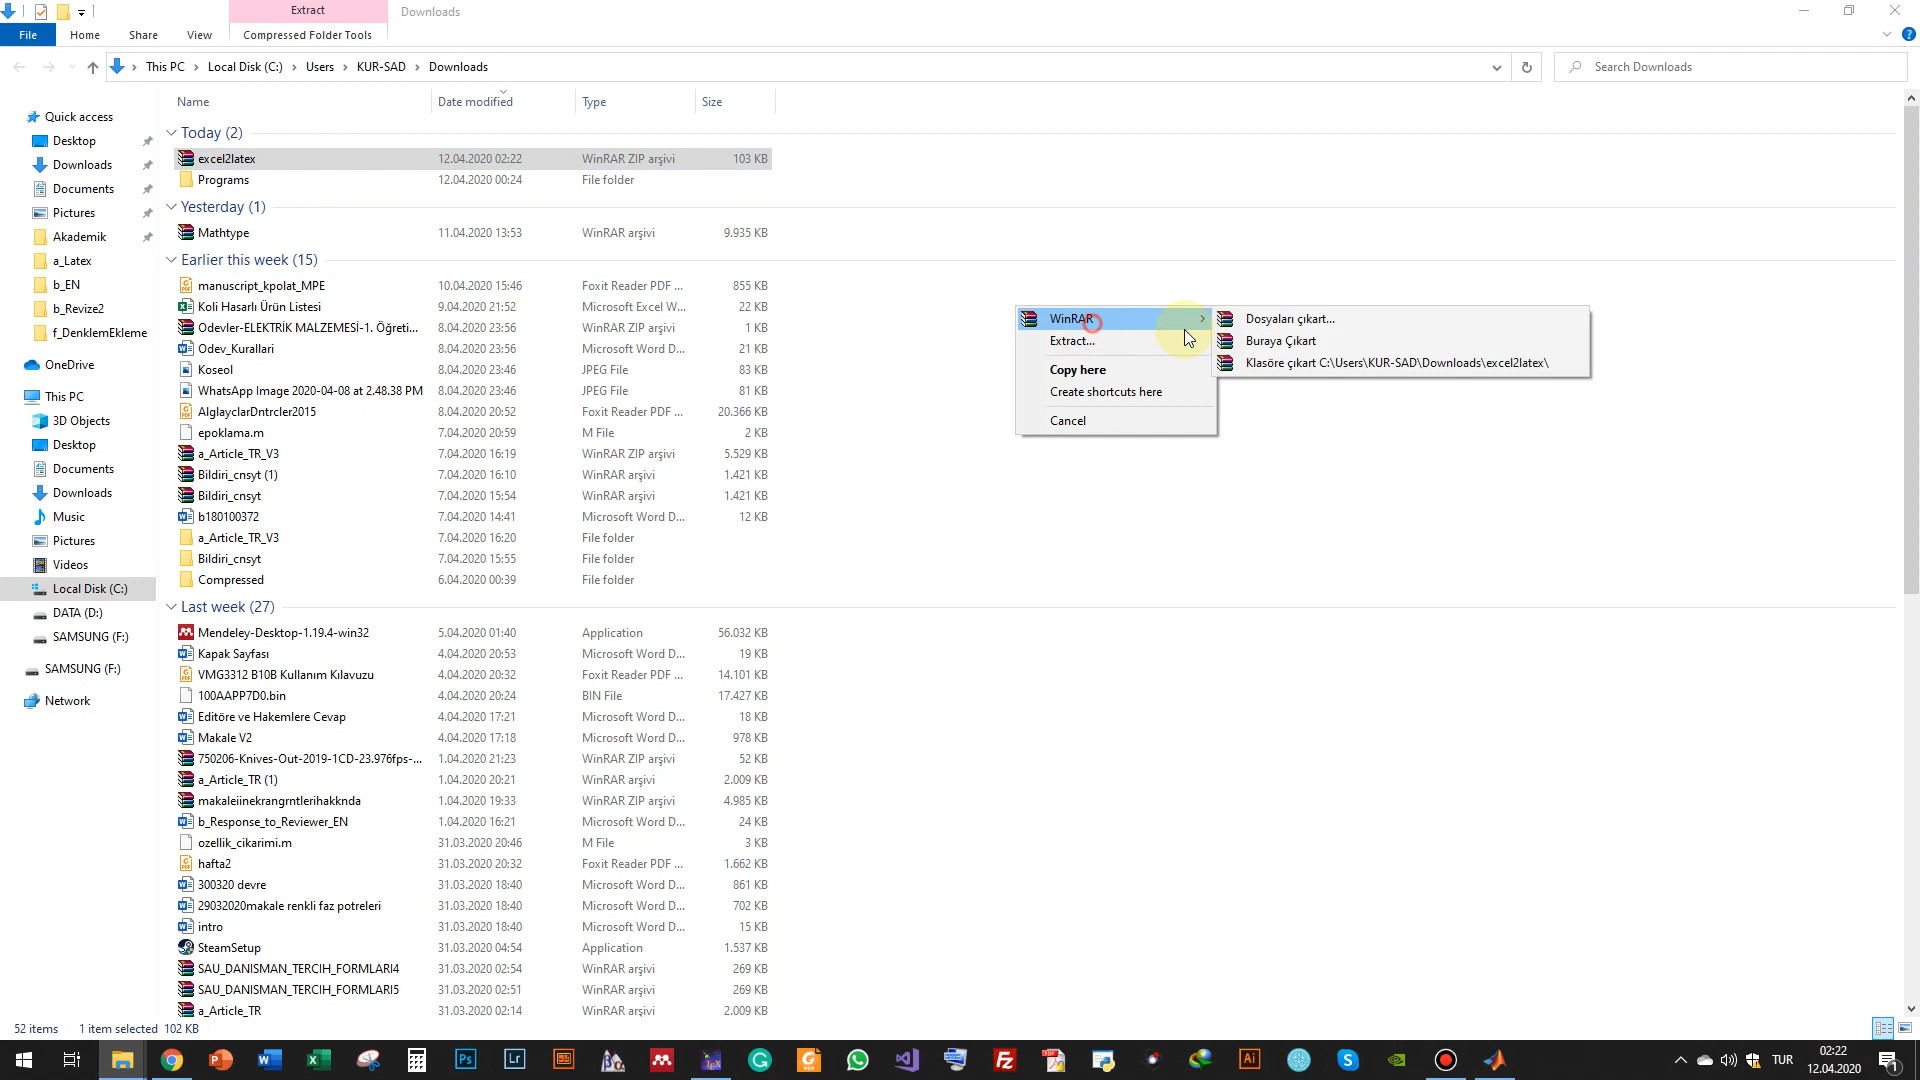 Extract
Downloads
File
Home
Share
View
Compressed Folder Tools
This PC
Local Disk (C:)
Users
KUR-SAD
Downloads
Search Downloads
Name
Date modified
Type
Size
Quick access
Desktop
Downloads
Documents
Pictures
Akademik
a_Latex
b_EN
b_Revize2
f_DenklemEkleme
OneDrive
This PC
3D Objects
Desktop
Documents
Downloads
Music
Pictures
Videos
Local Disk (C:)
DATA (D:)
SAMSUNG (F:)
SAMSUNG (F:)
Network
Today (2)
excel2latex 12.04.2020 02:22 WinRAR ZIP arşivi 103 KB
Programs 12.04.2020 00:24 File folder
Yesterday (1)
Mathtype 11.04.2020 13:53 WinRAR arşivi 9.935 KB
Earlier this week (15)
manuscript_kpolat_MPE 10.04.2020 15:46 Foxit Reader PDF ... 855 KB
Koli Hasarlı Ürün Listesi 9.04.2020 21:52 Microsoft Excel W... 22 KB
Odevler-ELEKTRİK MALZEMESİ-1. Öğreti... 8.04.2020 23:56 WinRAR ZIP arşivi 1 KB
Odev_Kurallari 8.04.2020 23:56 Microsoft Word D... 21 KB
Koseol 8.04.2020 23:46 JPEG File 83 KB
WhatsApp Image 2020-04-08 at 2.48.38 PM 8.04.2020 23:46 JPEG File 81 KB
AlglayclarDntrcler2015 8.04.2020 20:52 Foxit Reader PDF ... 20.366 KB
epoklama.m 7.04.2020 20:59 M File 2 KB
a_Article_TR_V3 7.04.2020 16:19 WinRAR ZIP arşivi 5.529 KB
Bildiri_cnsyt (1) 7.04.2020 16:10 WinRAR arşivi 1.421 KB
Bildiri_cnsyt 7.04.2020 15:54 WinRAR arşivi 1.421 KB
b180100372 7.04.2020 14:41 Microsoft Word D... 12 KB
a_Article_TR_V3 7.04.2020 16:20 File folder
Bildiri_cnsyt 7.04.2020 15:55 File folder
Compressed 6.04.2020 00:39 File folder
Last week (27)
Mendeley-Desktop-1.19.4-win32 5.04.2020 01:40 Application 56.032 KB
Kapak Sayfası 4.04.2020 20:53 Microsoft Word D... 19 KB
VMG3312 B10B Kullanım Kılavuzu 4.04.2020 20:32 Foxit Reader PDF ... 14.101 KB
100AAPP7D0.bin 4.04.2020 20:24 BIN File 17.427 KB
Editöre ve Hakemlere Cevap 4.04.2020 17:21 Microsoft Word D... 18 KB
Makale V2 4.04.2020 17:18 Microsoft Word D... 978 KB
750206-Knives-Out-2019-1CD-23.976fps-... 1.04.2020 21:23 WinRAR ZIP arşivi 52 KB
a_Article_TR (1) 1.04.2020 20:21 WinRAR arşivi 2.009 KB
makaleiinekrangrntlerihakknda 1.04.2020 19:33 WinRAR ZIP arşivi 4.985 KB
b_Response_to_Reviewer_EN 1.04.2020 16:21 Microsoft Word D... 24 KB
ozellik_cikarimi.m 31.03.2020 20:46 M File 3 KB
hafta2 31.03.2020 20:32 Foxit Reader PDF ... 1.662 KB
300320 devre 31.03.2020 18:40 Microsoft Word D... 861 KB
29032020makale renkli faz potreleri 31.03.2020 18:40 Microsoft Word D... 702 KB
intro 31.03.2020 18:40 Microsoft Word D... 15 KB
SteamSetup 31.03.2020 04:54 Application 1.537 KB
SAU_DANISMAN_TERCIH_FORMLARI4 31.03.2020 02:54 WinRAR arşivi 269 KB
SAU_DANISMAN_TERCIH_FORMLARI5 31.03.2020 02:51 WinRAR arşivi 269 KB
a_Article_TR 31.03.2020 02:14 WinRAR arşivi 2.009 KB
WinRAR
Extract...
Copy here
Create shortcuts here
Cancel
Dosyaları çıkart...
Buraya Çıkart
Klasöre çıkart C:\Users\KUR-SAD\Downloads\excel2latex\
52 items 1 item selected 102 KB
TUR
02:22
12.04.2020